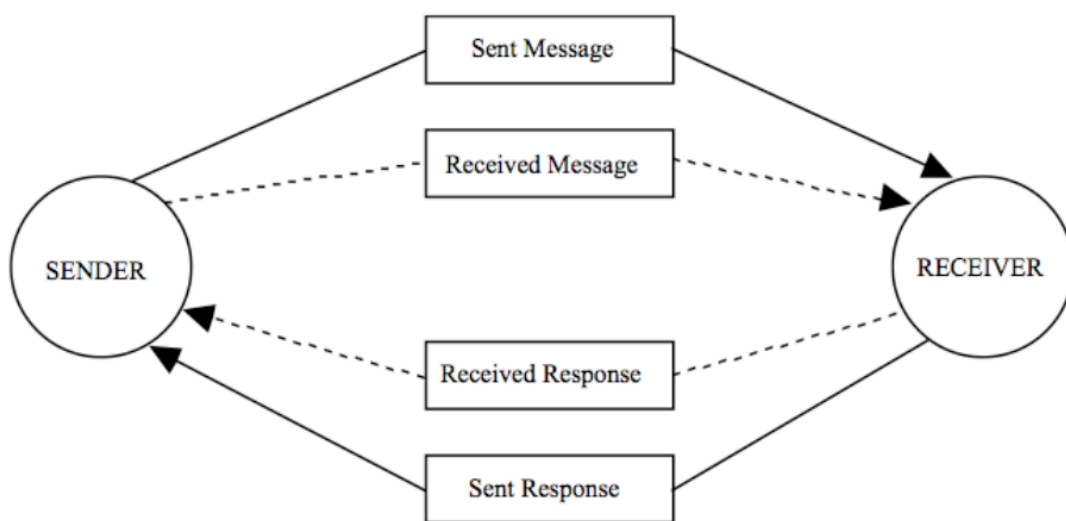 Sent Message
Received Message
SENDER
RECEIVER
Received Response
Sent Response